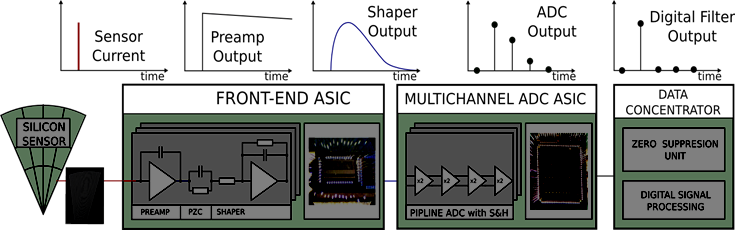 Sensor
Current
time
Preamp
Output
time
Shaper
Output
time
ADC
Output
time
Digital Filter
Output
time
SILICON
SENSOR
FRONT-END ASIC
PREAMP
PZC
SHAPER
MULTICHANNEL ADC ASIC
x2
x2
x2
x2
PIPLINE ADC with S&H
DATA
CONCENTRATOR
ZERO SUPPRESION
UNIT
DIGITAL SIGNAL
PROCESSING